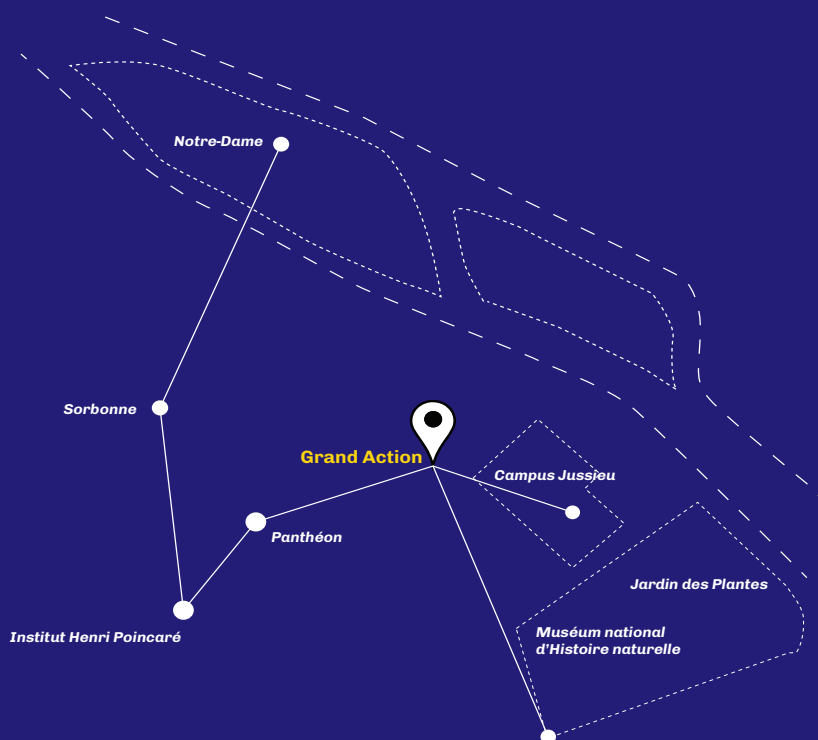 Notre-Dame
Sorbonne
Grand Action
Campus Jussieu
Panthéon
Jardin des Plantes
Institut Henri Poincaré
Muséum national
d'Histoire naturelle